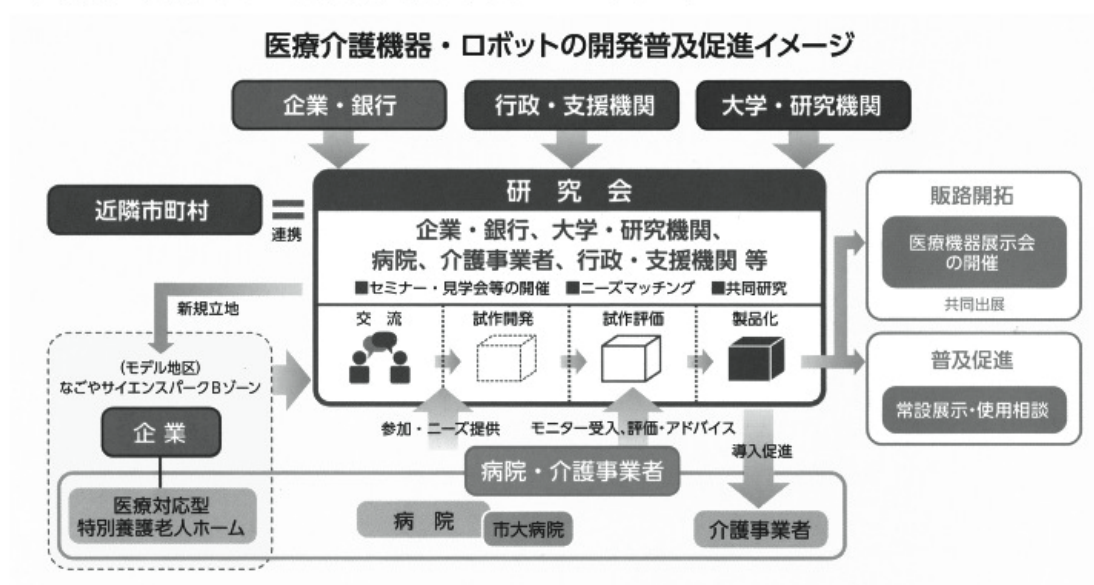 医療介護機器・ロボットの開発普及促進イメージ
企業・銀行
行政・支援機関
大学・研究機関
近隣市町村
連携
研 究 会
企業・銀行、大学・研究機関、
病院、介護事業者、行政・支援機関 等
■セミナー・見学会等の開催 ■ニーズマッチング ■共同研究
交 流
試作開発
試作評価
製品化
販路開拓
医療機器展示会
の開催
共同出展
普及促進
常設展示・使用相談
新規立地
(モデル地区)
なごやサイエンスパークBゾーン
企 業
医療対応型
特別養護老人ホーム
参加・ニーズ提供
モニター受入、評価・アドバイス
導入促進
病院・介護事業者
病 院
市大病院
介護事業者